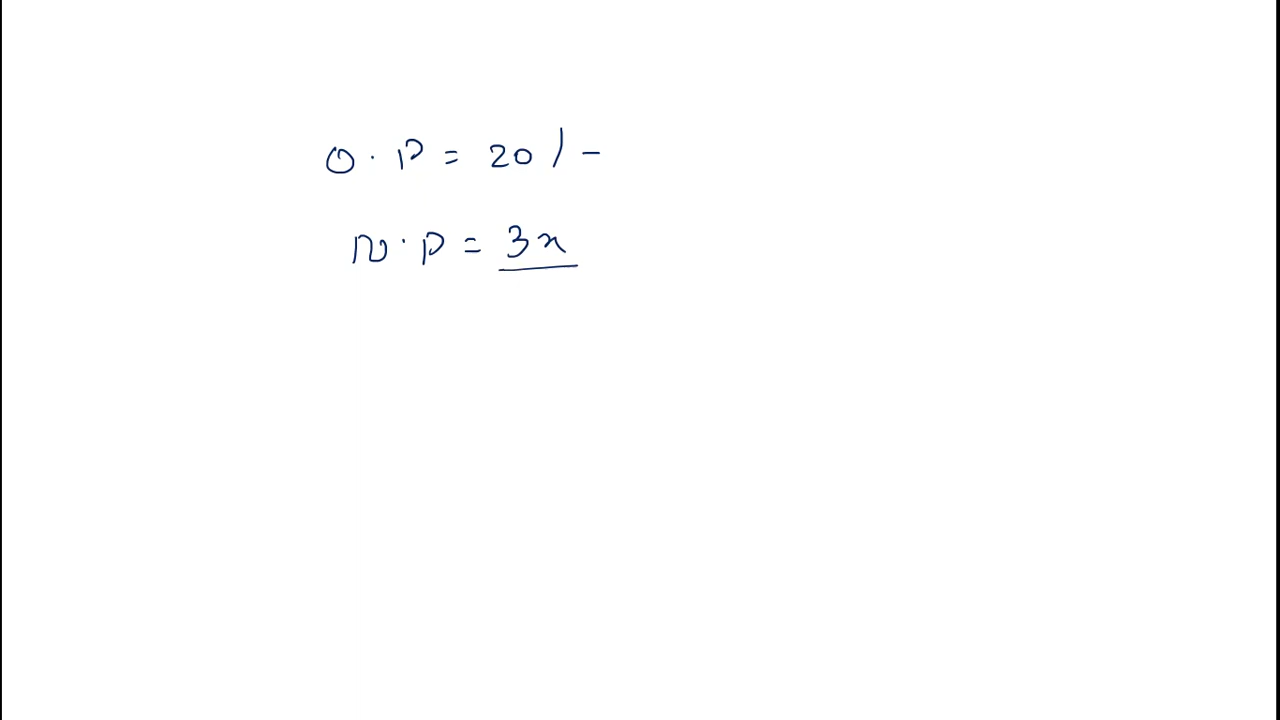 O.P = 20/-
N.P = 3x